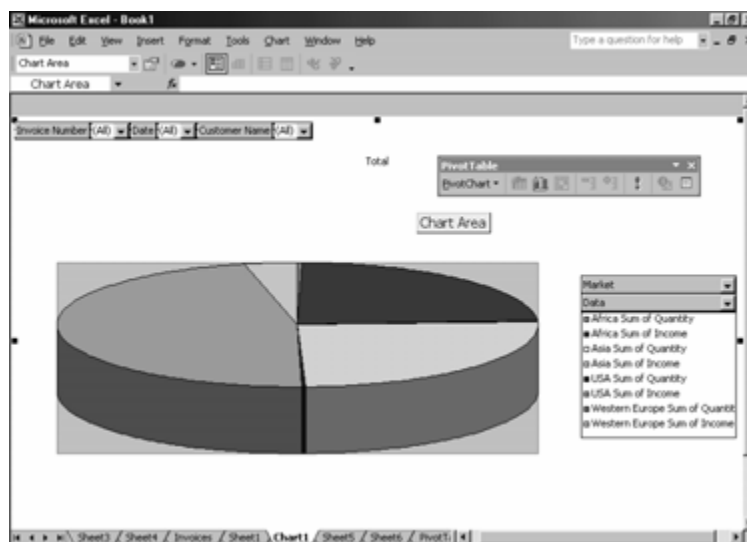 Microsoft Excel - Book1
File Edit View Insert Format Tools Chart Window Help
Type a question for help
Chart Area
Chart Area fx
Invoice Number (All) Date (All) Customer Name (All)
Total
PivotTable
PivotChart
Chart Area
Market
Data
Africa Sum of Quantity
Africa Sum of Income
Asia Sum of Quantity
Asia Sum of Income
USA Sum of Quantity
USA Sum of Income
Western Europe Sum of Quantit
Western Europe Sum of Income
Sheet3 Sheet4 Invoices Sheet1 Chart1 Sheet5 Sheet6